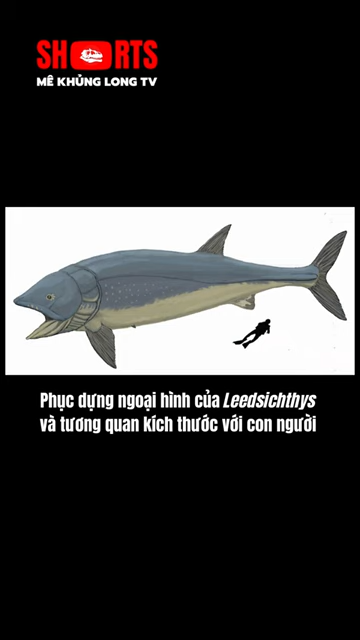 SHORTS
MÊ KHỦNG LONG TV
Phục dựng ngoại hình của Leedsichthys
và tương quan kích thước với con người